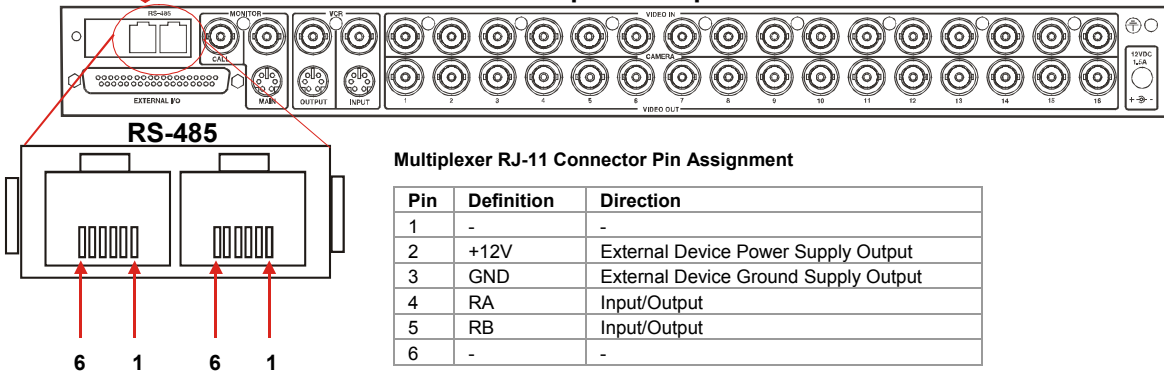 RS-485 MONITOR VCR VIDEO IN
CALL CAMERA 12VDC
1.5A
EXTERNAL I/O MAIN OUTPUT INPUT 1 2 3 4 5 6 7 8 9 10 11 12 13 14 15 16 + -
VIDEO OUT
RS-485
6 1 6 1
Multiplexer RJ-11 Connector Pin Assignment
Pin Definition Direction
1 - -
2 +12V External Device Power Supply Output
3 GND External Device Ground Supply Output
4 RA Input/Output
5 RB Input/Output
6 - -